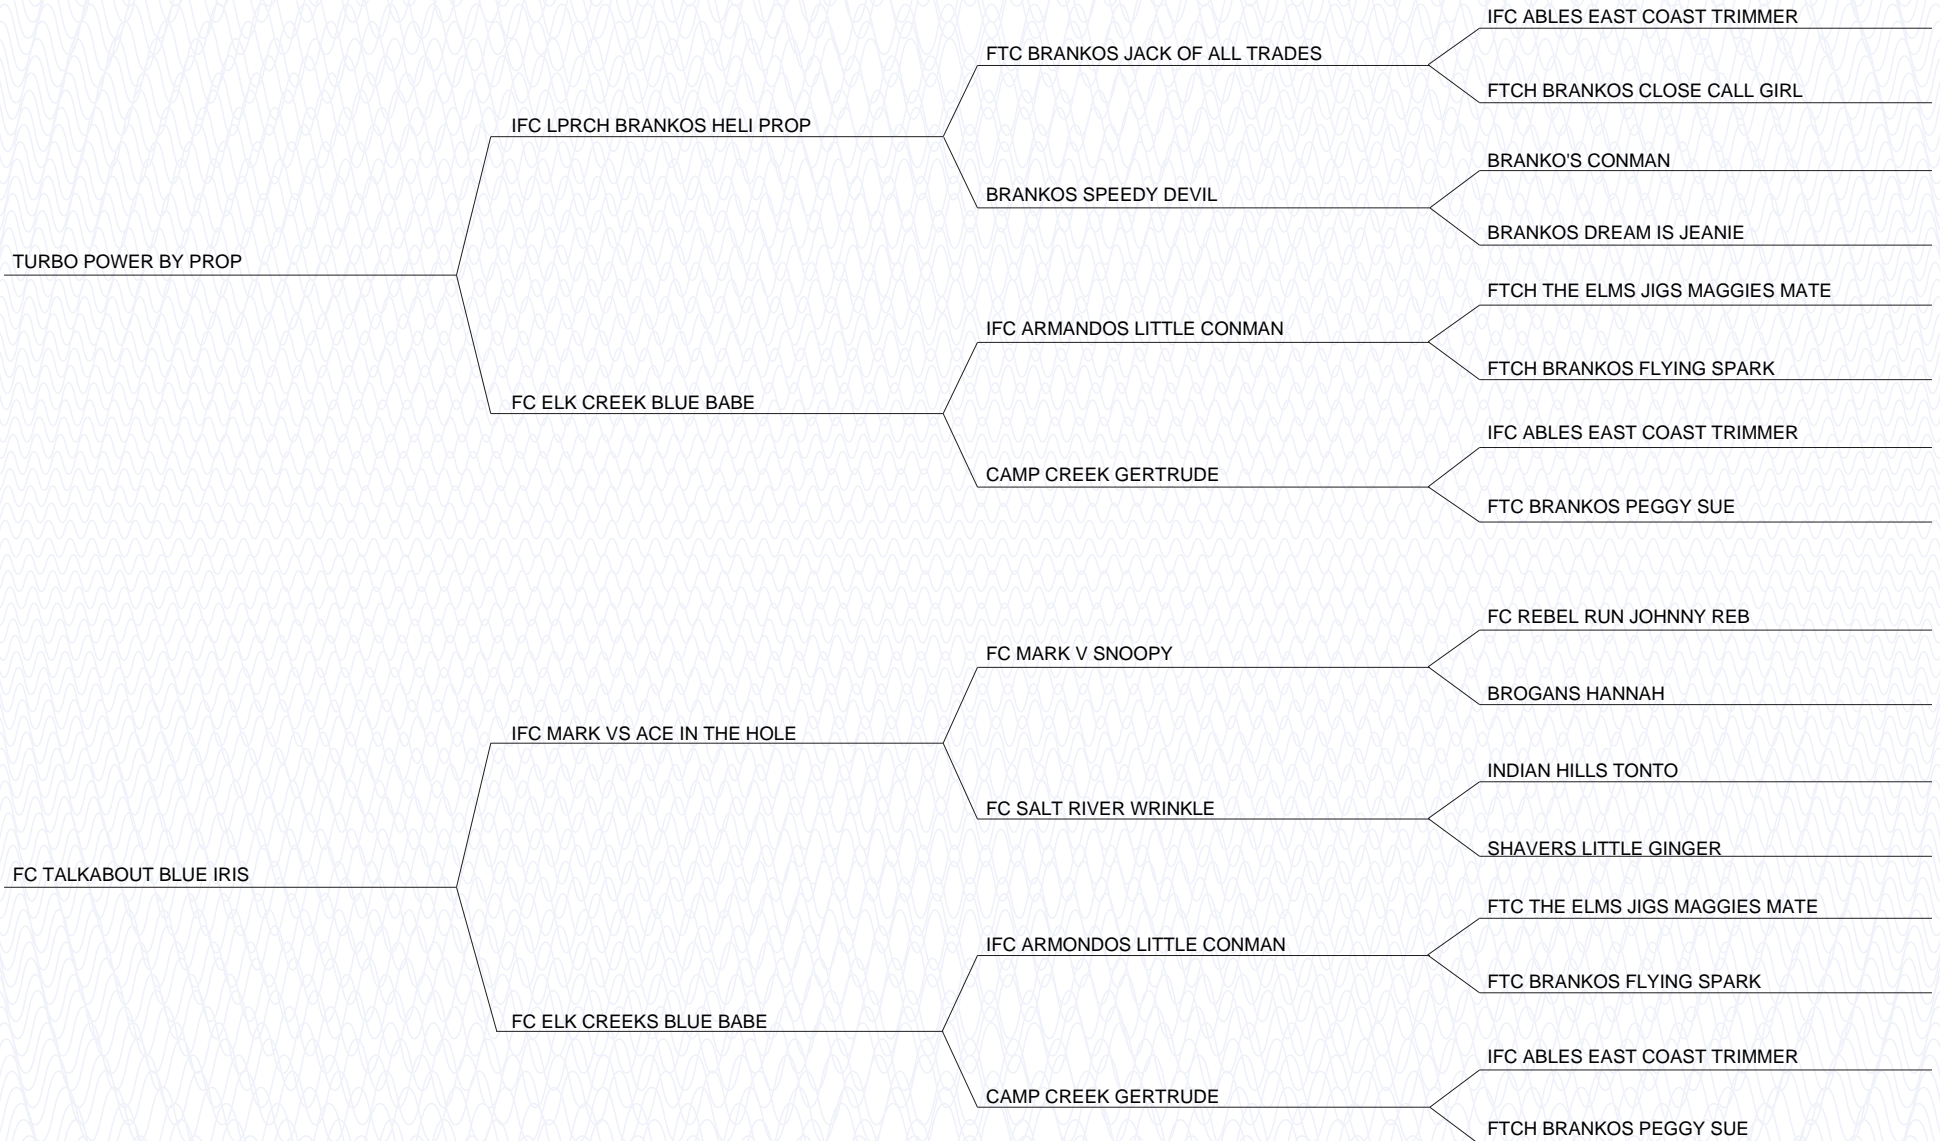 IFC ABLES EAST COAST TRIMMER
FTC BRANKOS JACK OF ALL TRADES
FTCH BRANKOS CLOSE CALL GIRL
IFC LPRCH BRANKOS HELI PROP
BRANKO'S CONMAN
BRANKOS SPEEDY DEVIL
BRANKOS DREAM IS JEANIE
TURBO POWER BY PROP
FTCH THE ELMS JIGS MAGGIES MATE
IFC ARMANDOS LITTLE CONMAN
FTCH BRANKOS FLYING SPARK
FC ELK CREEK BLUE BABE
IFC ABLES EAST COAST TRIMMER
CAMP CREEK GERTRUDE
FTC BRANKOS PEGGY SUE
FC REBEL RUN JOHNNY REB
FC MARK V SNOOPY
BROGANS HANNAH
IFC MARK VS ACE IN THE HOLE
INDIAN HILLS TONTO
FC SALT RIVER WRINKLE
SHAVERS LITTLE GINGER
FC TALKABOUT BLUE IRIS
FTC THE ELMS JIGS MAGGIES MATE
IFC ARMONDOS LITTLE CONMAN
FTC BRANKOS FLYING SPARK
FC ELK CREEKS BLUE BABE
IFC ABLES EAST COAST TRIMMER
CAMP CREEK GERTRUDE
FTCH BRANKOS PEGGY SUE